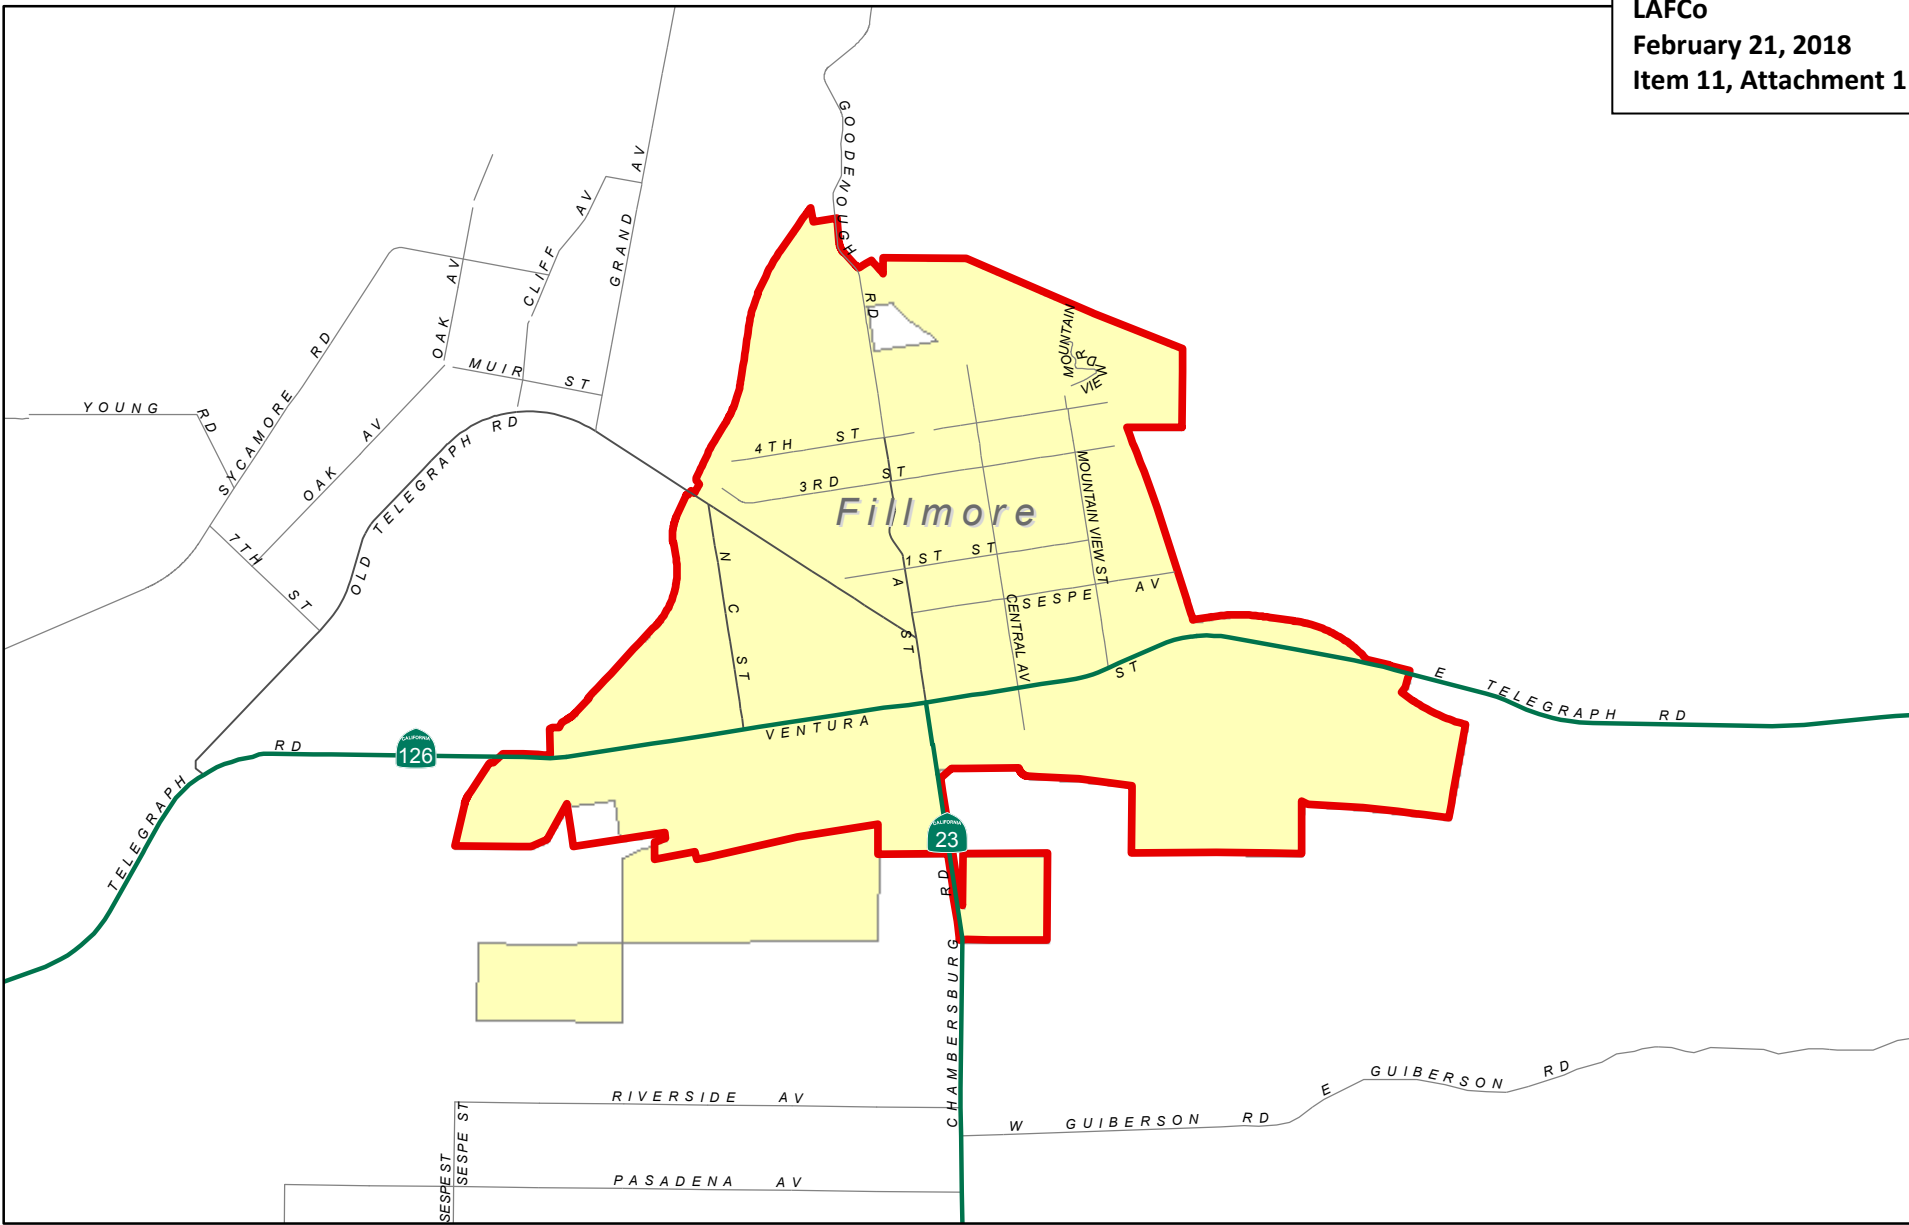 LAFCo
February 21, 2018
Item 11, Attachment 1
GOODENOUGH RD
GRAND AV
CLIFF AV
OAK AV
MUIR ST
SYCAMORE RD
YOUNG RD
OAK AV
OLD TELEGRAPH RD
7TH ST
MOUNTAIN VIEW RD
4TH ST
3RD ST
Fillmore
MOUNTAIN VIEW ST
1ST ST
N C ST
A ST
SESPE AV
CENTRAL AV
VENTURA ST
E TELEGRAPH RD
TELEGRAPH RD
CALIFORNIA
126
CALIFORNIA
23
CHAMBERSBURG RD
RIVERSIDE AV
W GUIBERSON RD
E GUIBERSON RD
SESPE ST
SESPE ST
PASADENA AV